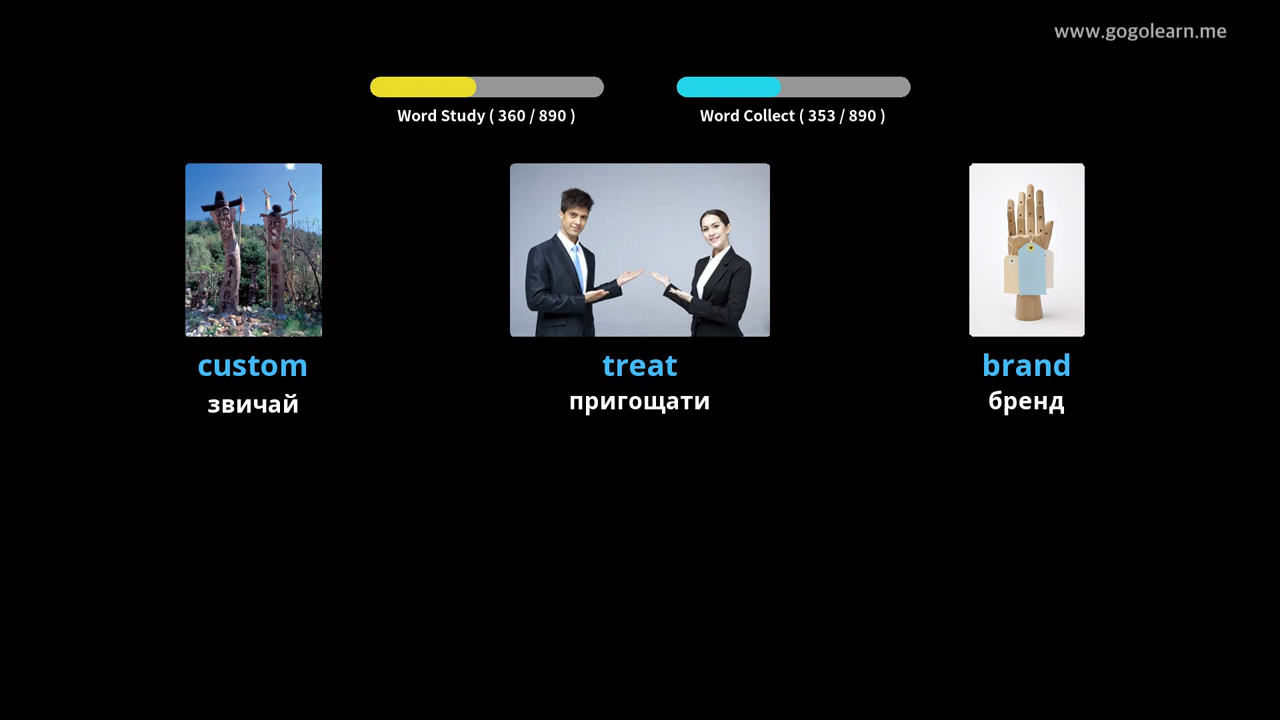 www.gogolearn.me
Word Study ( 360 / 890 )
Word Collect ( 353 / 890 )
custom
treat
brand
звичай
пригощати
бренд